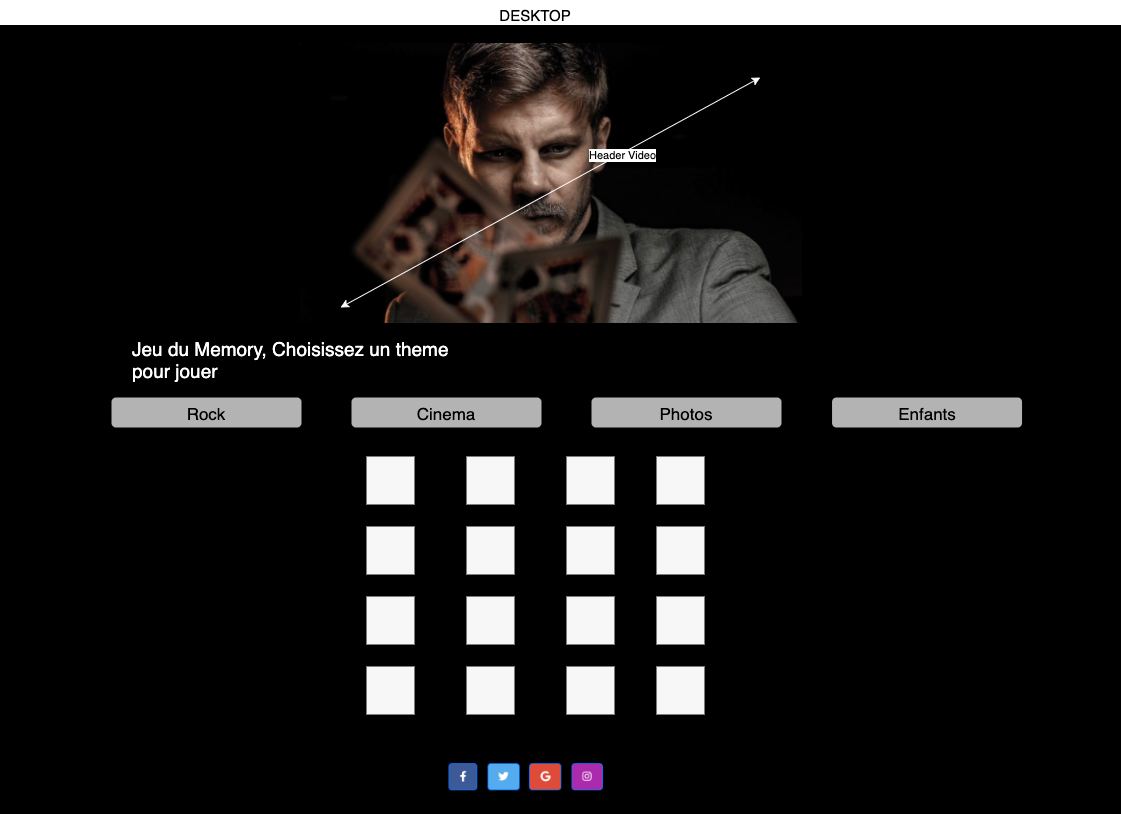 DESKTOP
Header Video
Jeu du Memory, Choisissez un theme
pour jouer
Rock
Cinema
Photos
Enfants